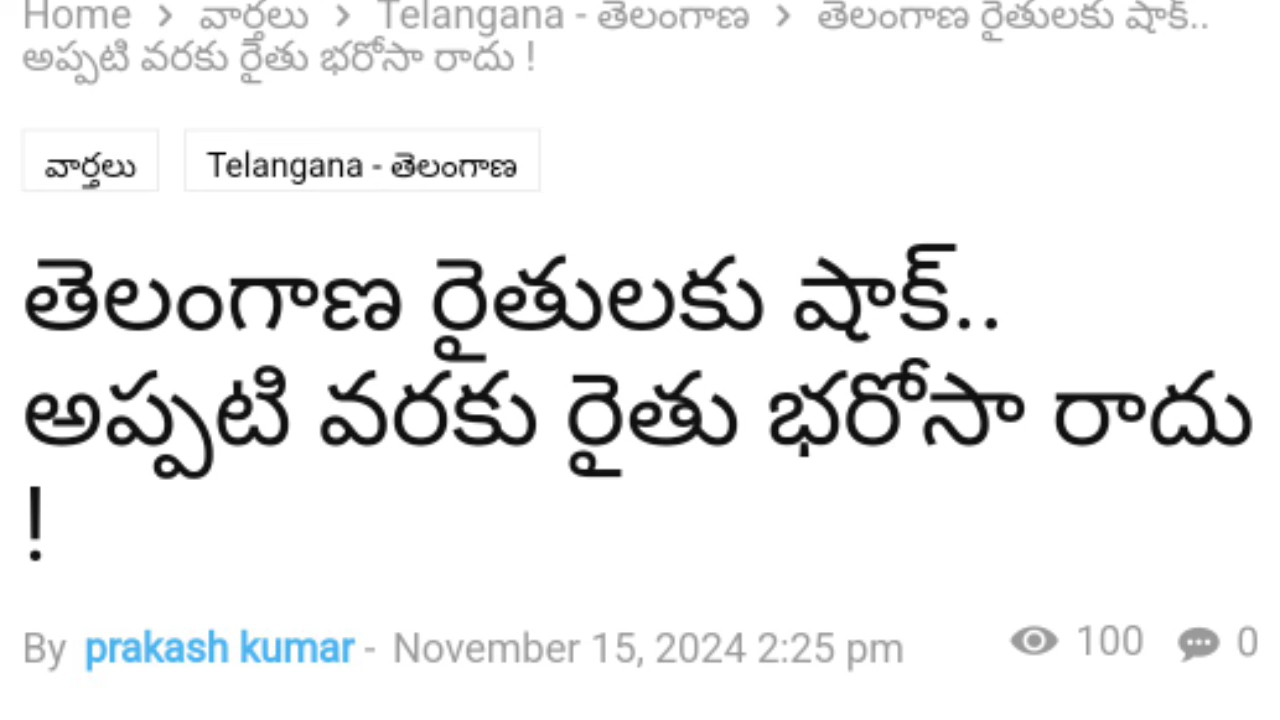 Home > వార్తలు > Telangana - తెలంగాణ > తెలంగాణ రైతులకు షాక్..
అప్పటి వరకు రైతు భరోసా రాదు !
వార్తలు Telangana - తెలంగాణ
తెలంగాణ రైతులకు షాక్..
అప్పటి వరకు రైతు భరోసా రాదు
!
By prakash kumar - November 15, 2024 2:25 pm 100 0